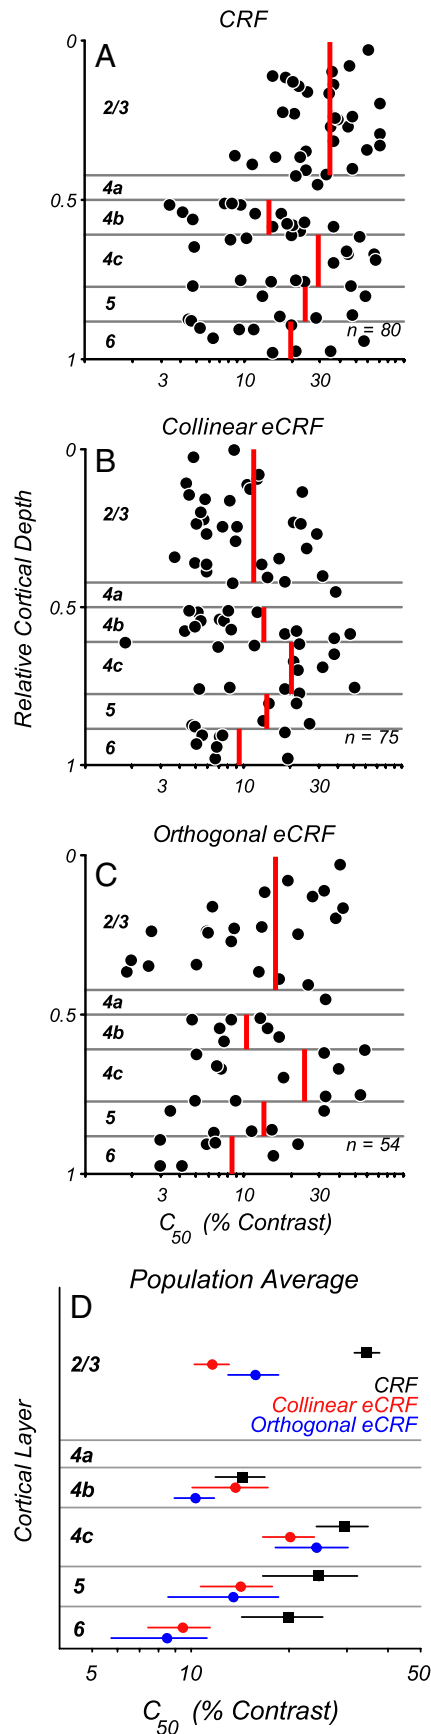 CRF
A
0
2/3
4a
0.5
4b
4c
5
n = 80
6
1
3 10 30
Collinear eCRF
B
0
2/3
4a
0.5
4b
4c
5
n = 75
6
1
3 10 30
Relative Cortical Depth
Orthogonal eCRF
C
0
2/3
4a
0.5
4b
4c
5
n = 54
6
1
3 10 30
C50 (% Contrast)
Population Average
D
2/3
CRF
Collinear eCRF
Orthogonal eCRF
4a
4b
4c
5
6
Cortical Layer
5 10 50
C50 (% Contrast)